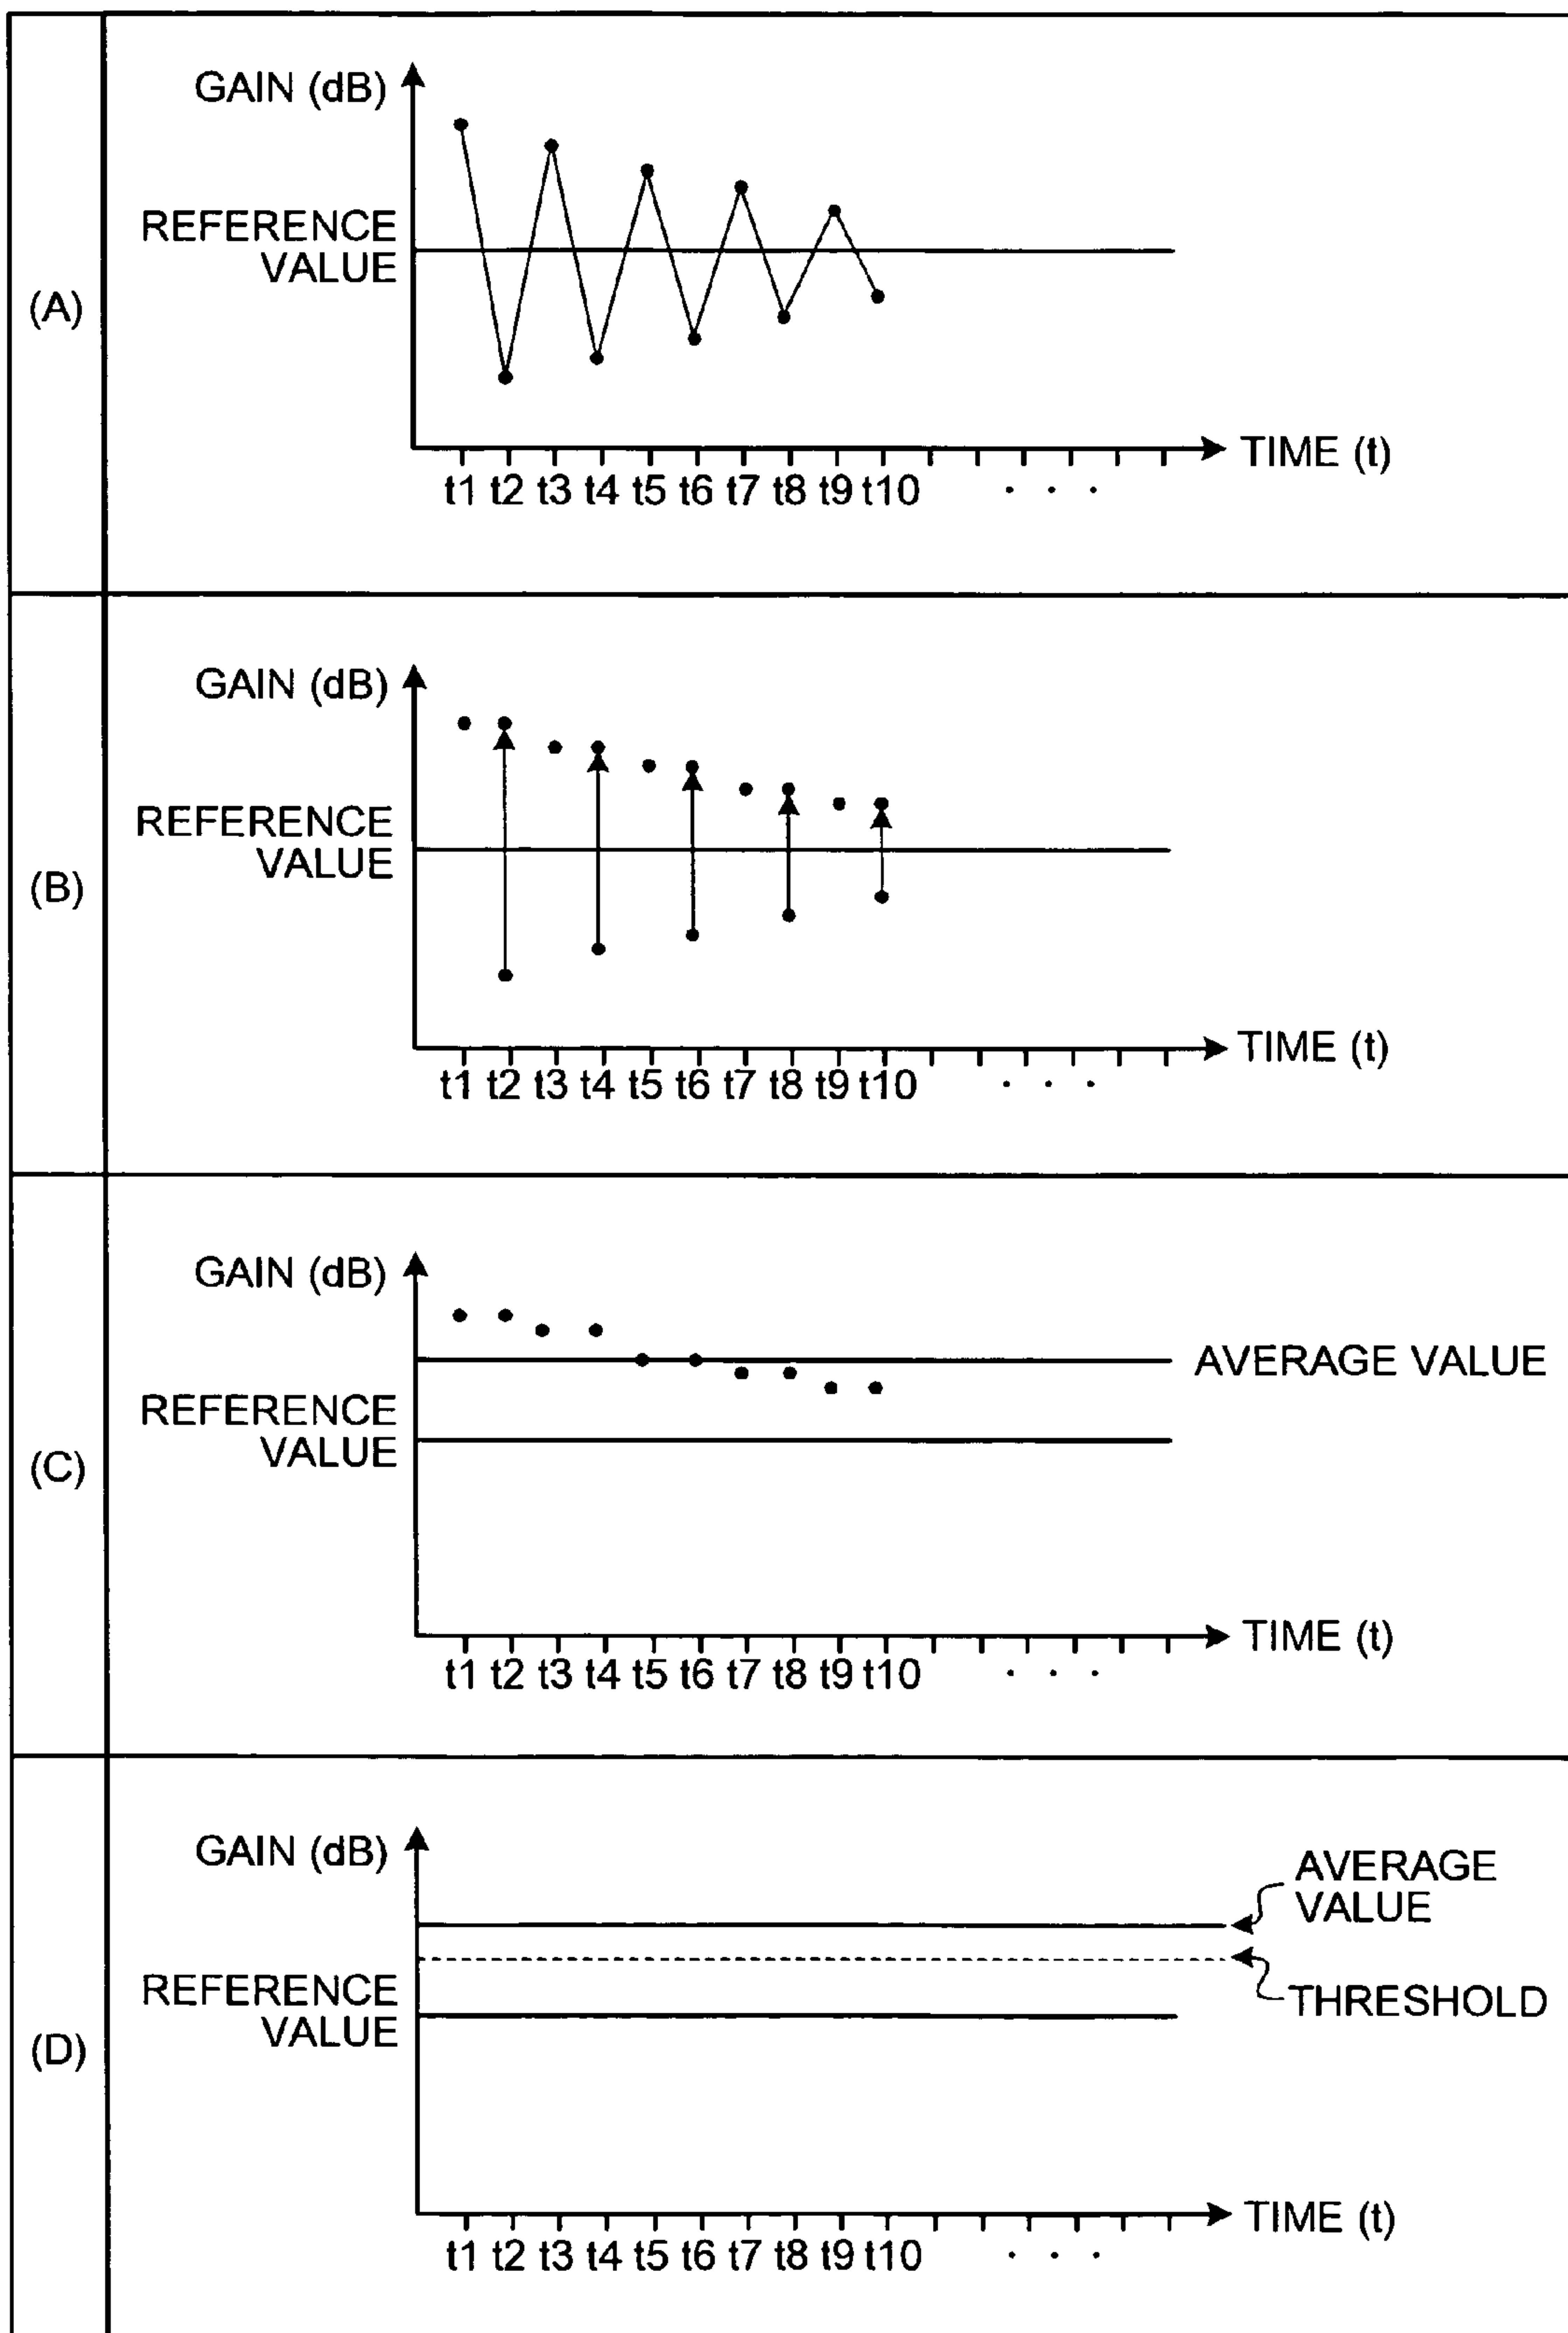 (A)
GAIN (dB)
REFERENCE
VALUE
TIME (t)
t1 t2 t3 t4 t5 t6 t7 t8 t9 t10 . . .
(B)
GAIN (dB)
REFERENCE
VALUE
TIME (t)
t1 t2 t3 t4 t5 t6 t7 t8 t9 t10 . . .
(C)
GAIN (dB)
AVERAGE VALUE
REFERENCE
VALUE
TIME (t)
t1 t2 t3 t4 t5 t6 t7 t8 t9 t10 . . .
(D)
GAIN (dB)
AVERAGE
VALUE
REFERENCE
VALUE
THRESHOLD
TIME (t)
t1 t2 t3 t4 t5 t6 t7 t8 t9 t10 . . .